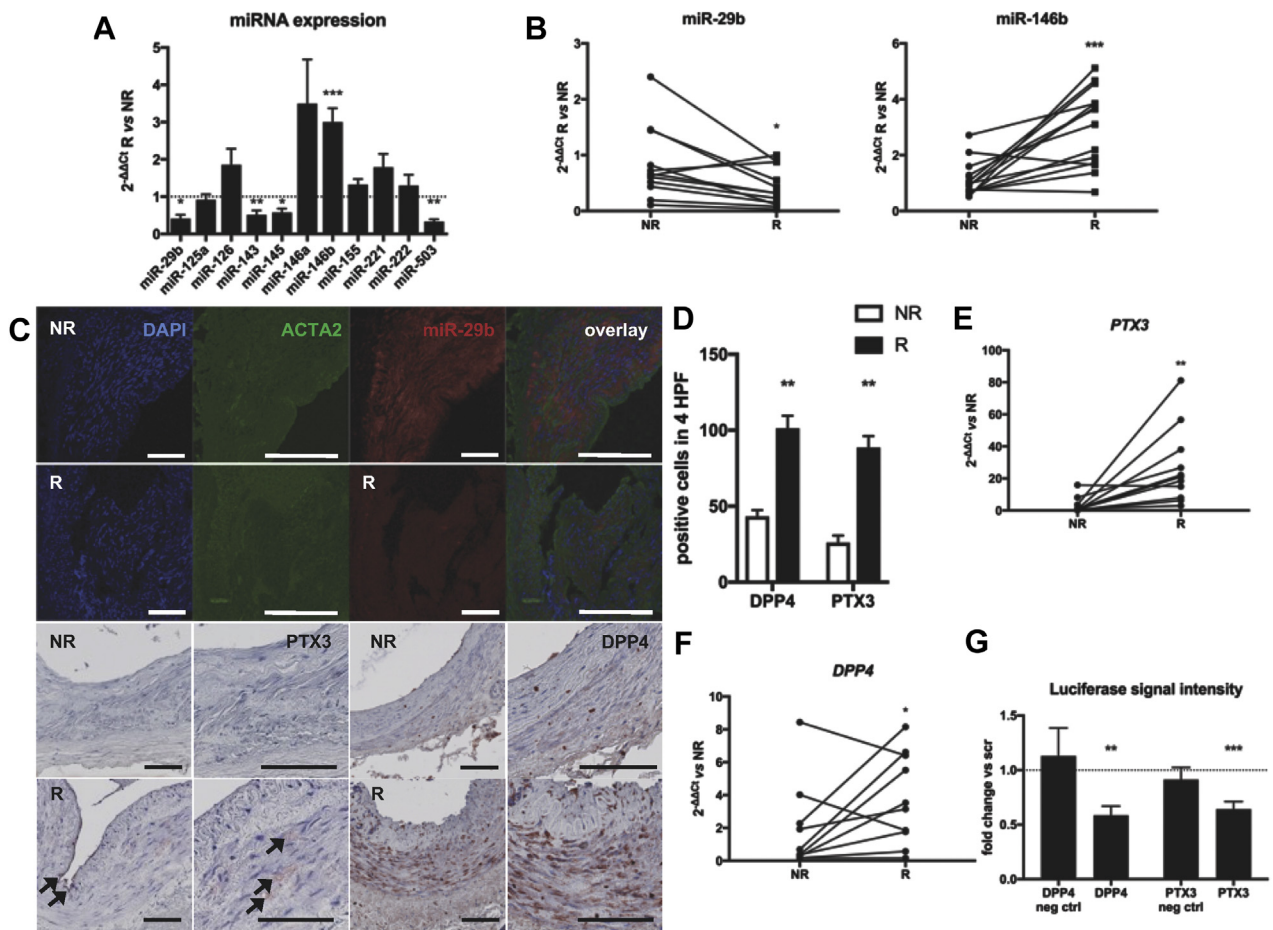 A
miRNA expression
2-ΔΔCt R vs NR
5
4
3
2
1
0
*
**
*
***
**
miR-29b
miR-125a
miR-126
miR-143
miR-145
miR-146a
miR-146b
miR-155
miR-221
miR-222
miR-503
B
miR-29b
2-ΔΔCt R vs NR
3
2
1
0
*
NR
R
miR-146b
2-ΔΔCt R vs NR
6
4
2
0
***
NR
R
C
NR
DAPI
ACTA2
miR-29b
overlay
R
R
NR
PTX3
NR
DPP4
R
R
D
NR
R
positive cells in 4 HPF
150
100
50
0
**
**
DPP4
PTX3
E
PTX3
2-ΔΔCt vs NR
100
80
60
40
20
0
**
NR
R
F
DPP4
2-ΔΔCt vs NR
10
8
6
4
2
0
*
NR
R
G
Luciferase signal intensity
fold change vs scr
1.5
1.0
0.5
0.0
**
***
DPP4
neg ctrl
DPP4
PTX3
neg ctrl
PTX3